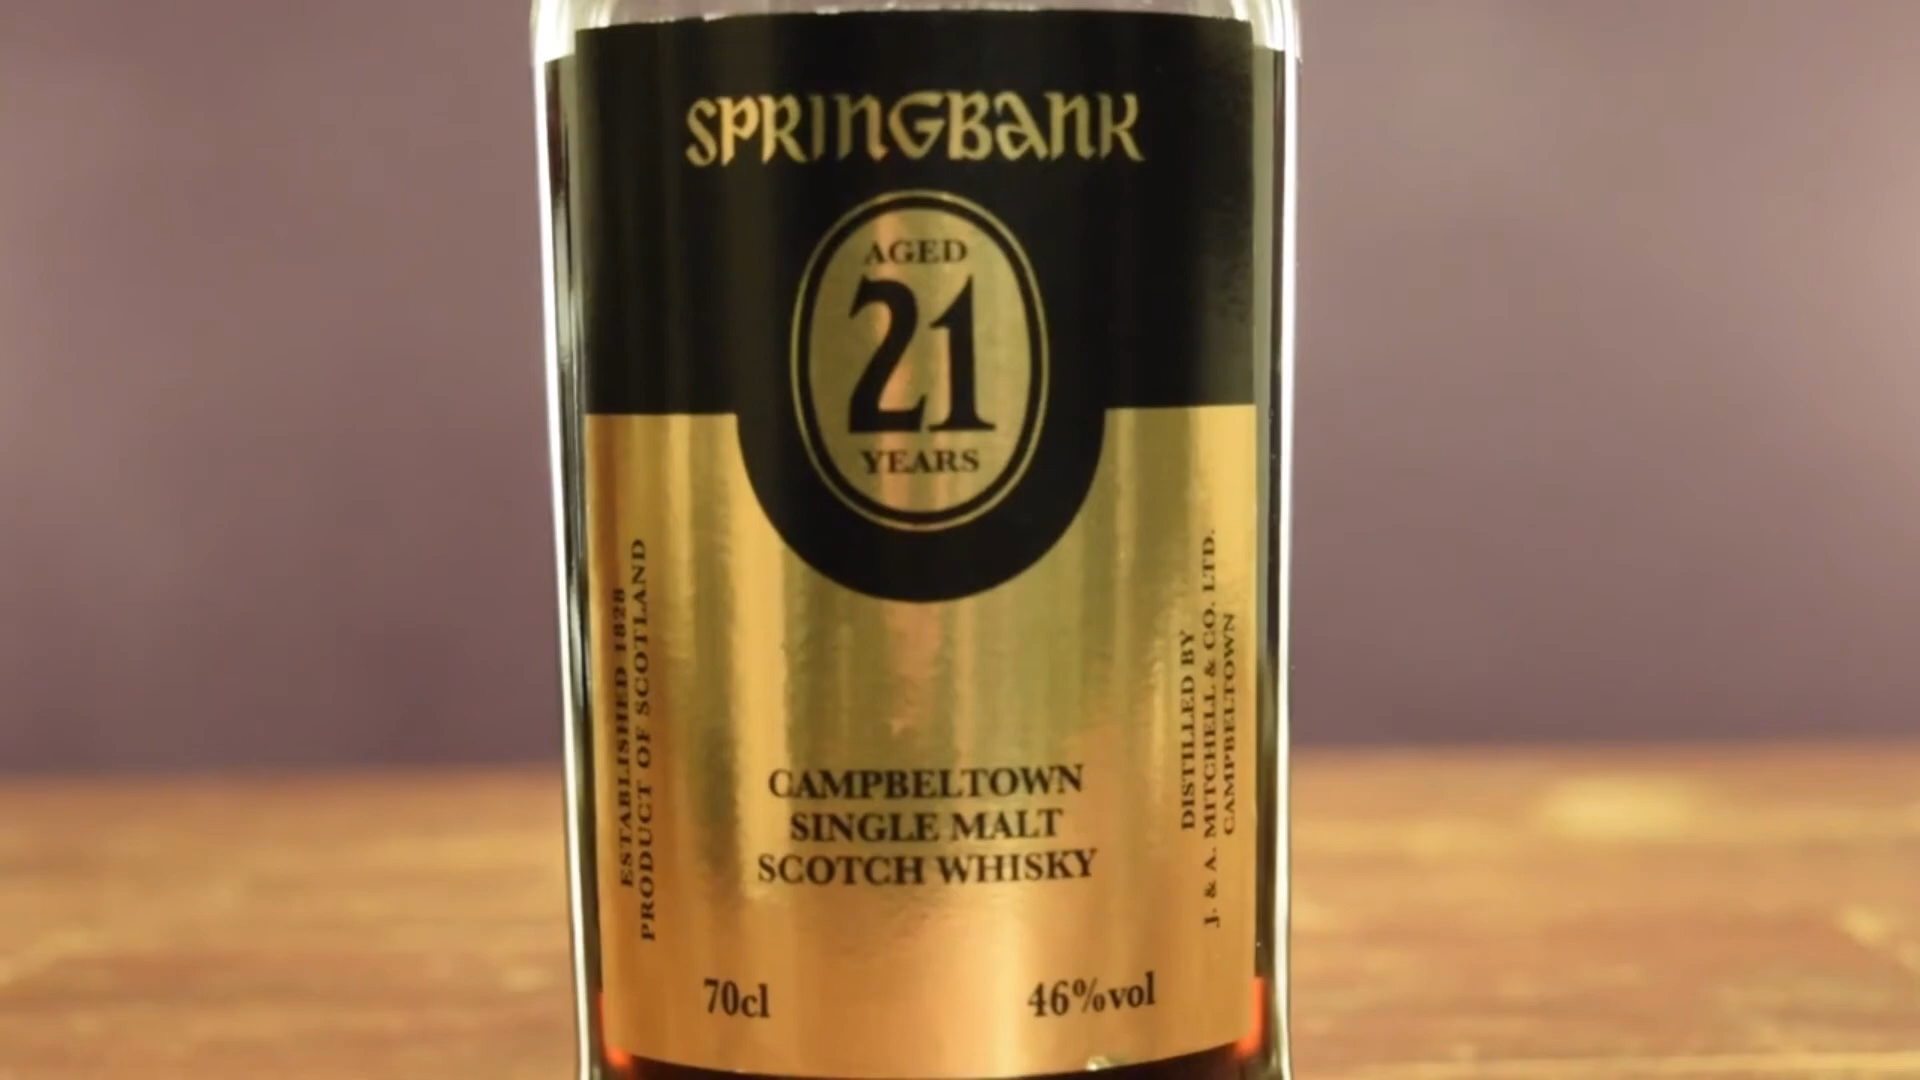 SPRINGBANK
AGED
21
YEARS
ESTABLISHED 1828
PRODUCT OF SCOTLAND
CAMPBELTOWN
SINGLE MALT
SCOTCH WHISKY
DISTILLED BY
J. & A. MITCHELL & CO. LTD.
CAMPBELTOWN
70cl
46%vol